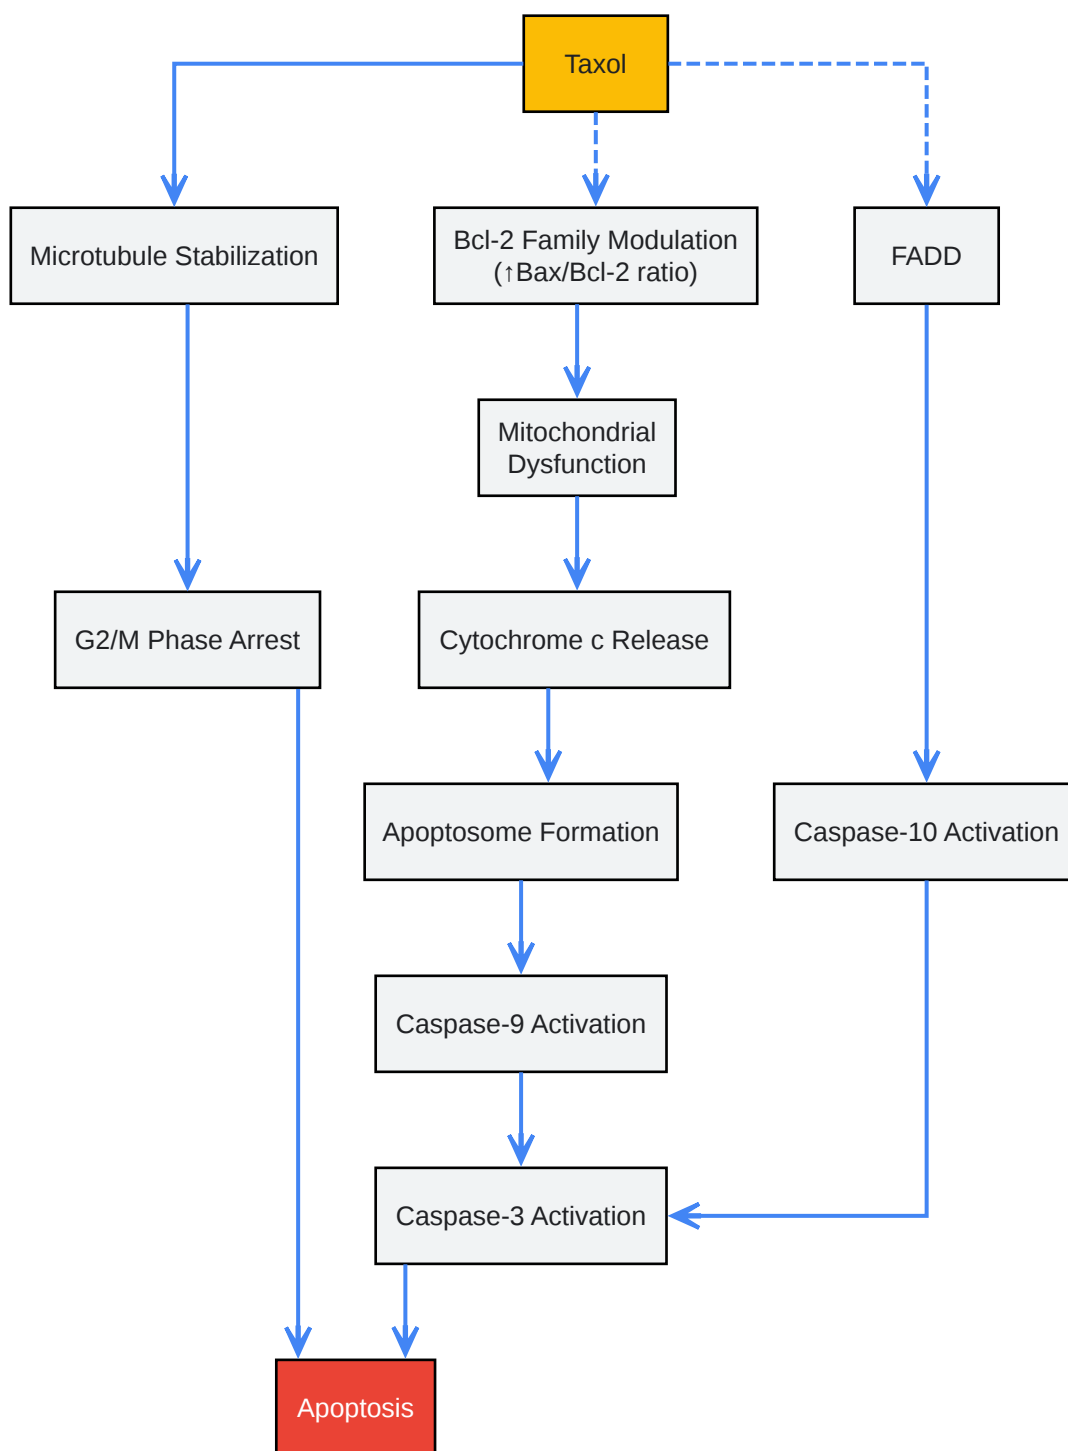 Taxol
Microtubule Stabilization
Bcl-2 Family Modulation
(↑Bax/Bcl-2 ratio)
FADD
Mitochondrial
Dysfunction
G2/M Phase Arrest
Cytochrome c Release
Apoptosome Formation
Caspase-10 Activation
Caspase-9 Activation
Caspase-3 Activation
Apoptosis